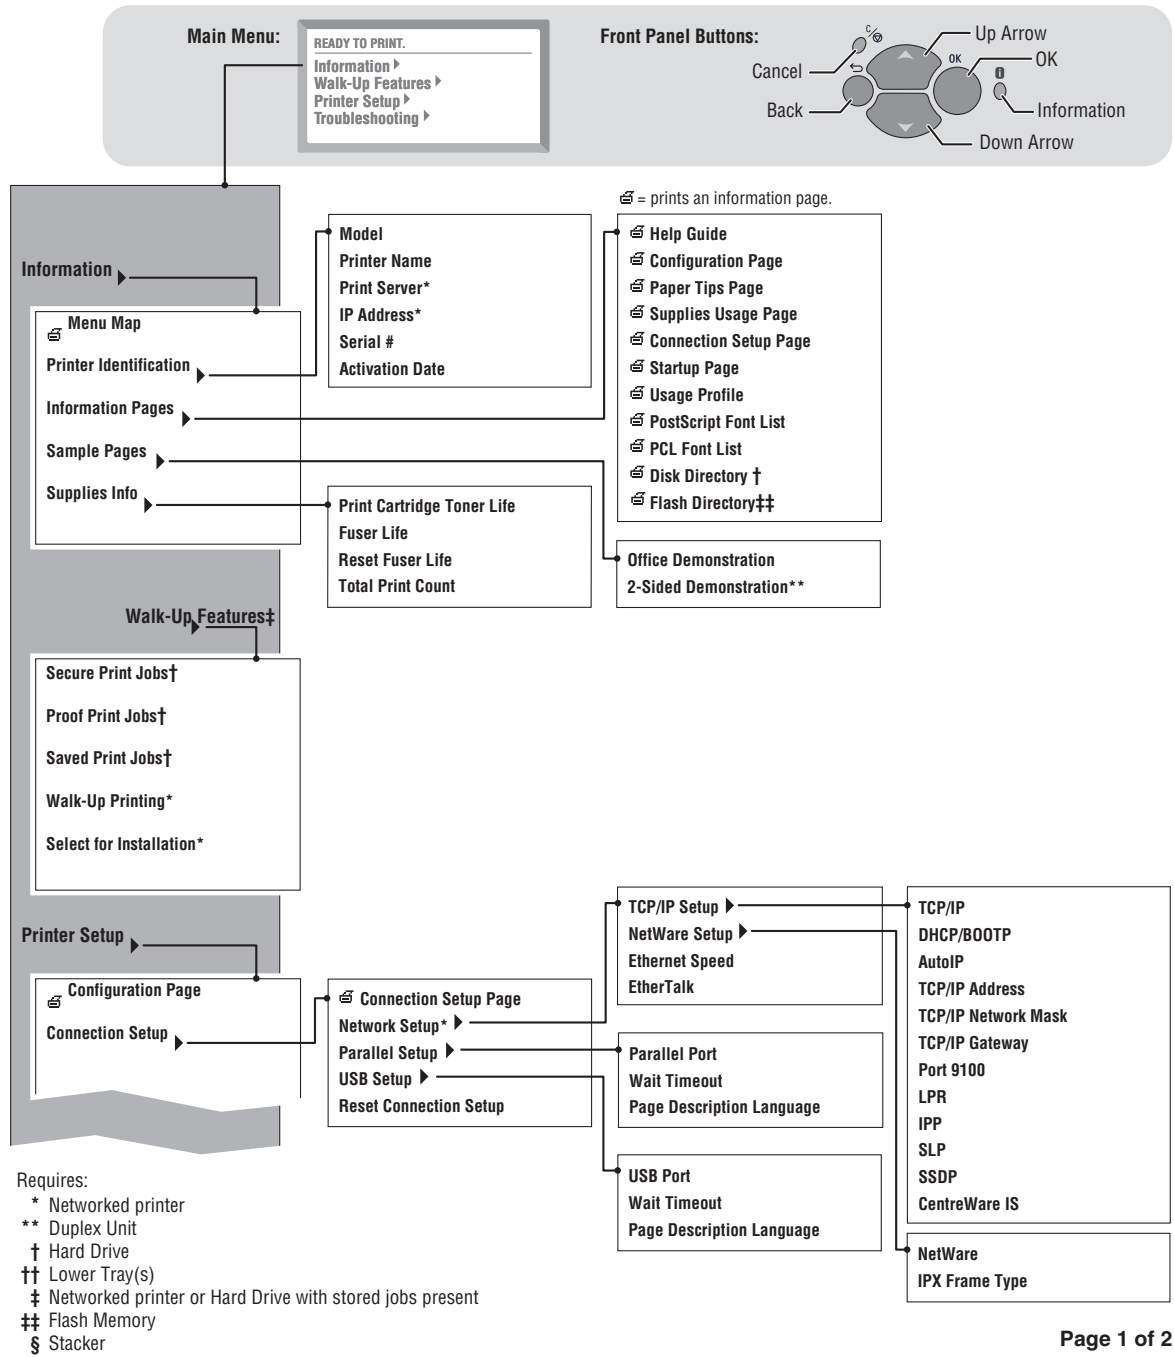 Main Menu:
READY TO PRINT.
Information
Walk-Up Features
Printer Setup
Troubleshooting
Front Panel Buttons:
C/
Up Arrow
OK
OK
Cancel
i
Back
Information
Down Arrow
= prints an information page.
Information
Menu Map
Printer Identification
Information Pages
Sample Pages
Supplies Info
Model
Printer Name
Print Server*
IP Address*
Serial #
Activation Date
Help Guide
Configuration Page
Paper Tips Page
Supplies Usage Page
Connection Setup Page
Startup Page
Usage Profile
PostScript Font List
PCL Font List
Disk Directory †
Flash Directory‡‡
Print Cartridge Toner Life
Fuser Life
Reset Fuser Life
Total Print Count
Office Demonstration
2-Sided Demonstration**
Walk-Up Features‡
Secure Print Jobs†
Proof Print Jobs†
Saved Print Jobs†
Walk-Up Printing*
Select for Installation*
Printer Setup
Configuration Page
Connection Setup
Connection Setup Page
Network Setup*
Parallel Setup
USB Setup
Reset Connection Setup
TCP/IP Setup
NetWare Setup
Ethernet Speed
EtherTalk
Parallel Port
Wait Timeout
Page Description Language
USB Port
Wait Timeout
Page Description Language
TCP/IP
DHCP/BOOTP
AutoIP
TCP/IP Address
TCP/IP Network Mask
TCP/IP Gateway
Port 9100
LPR
IPP
SLP
SSDP
CentreWare IS
NetWare
IPX Frame Type
Requires:
* Networked printer
** Duplex Unit
† Hard Drive
†† Lower Tray(s)
‡ Networked printer or Hard Drive with stored jobs present
‡‡ Flash Memory
§ Stacker
Page 1 of 2